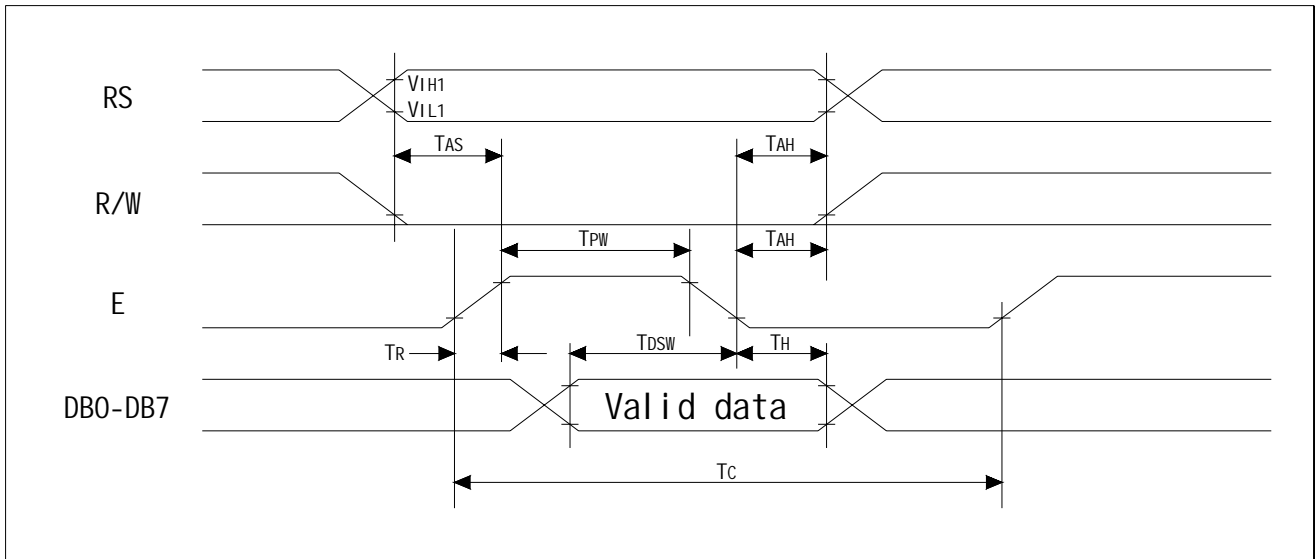 RS
VIH1
VIL1
TAS
TAH
R/W
TPW
TAH
E
TR
TDSW
TH
DB0-DB7
Valid data
TC